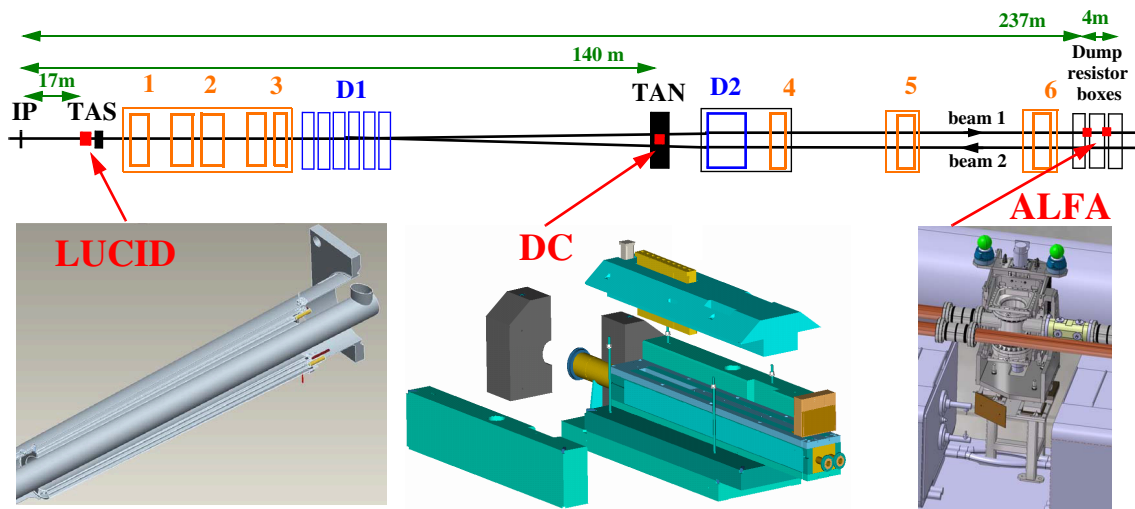 237m
4m
140 m
Dump
resistor
boxes
17m
1
2
3
D1
TAN
D2
4
5
6
IP
TAS
beam 1
beam 2
LUCID
DC
ALFA